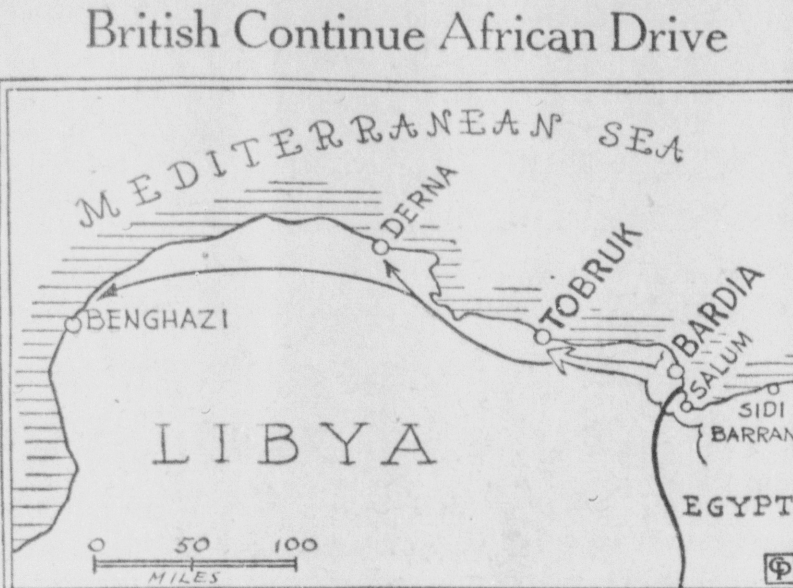 British Continue African Drive
MEDITERRANEAN SEA
DERNA
TOBRUK
BARDIA
SALUM
BENGHAZI
SIDI
BARRAN
LIBYA
EGYPT
0 50 100
MILES
CP